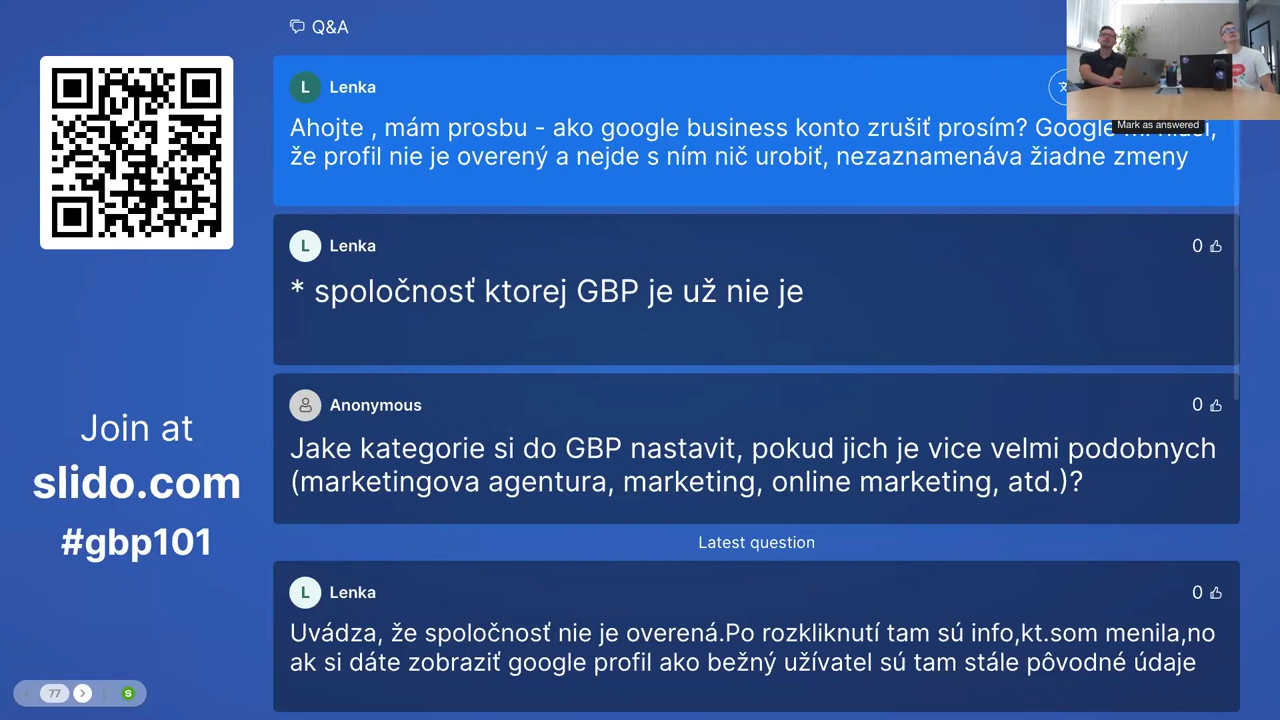 Q&A
L
Lenka
Mark as answered
Ahojte , mám prosbu - ako google business konto zrušiť prosím? Google
že profil nie je overený a nejde s ním nič urobiť, nezaznamenáva žiadne zmeny
L
Lenka
0
* spoločnosť ktorej GBP je už nie je
Anonymous
0
Jake kategorie si do GBP nastavit, pokud jich je vice velmi podobnych
(marketingova agentura, marketing, online marketing, atd.)?
Join at
slido.com
#gbp101
Latest question
L
Lenka
0
Uvádza, že spoločnosť nie je overená.Po rozkliknutí tam sú info,kt.som menila,no
ak si dáte zobraziť google profil ako bežný užívatel sú tam stále pôvodné údaje
77
S